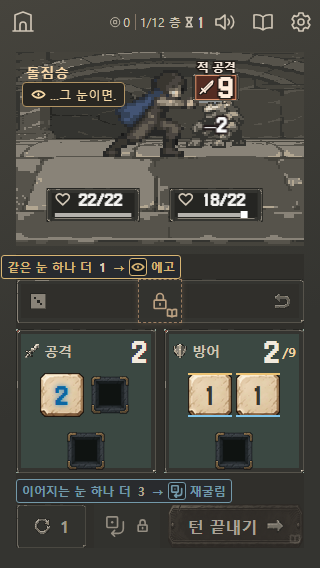 0 | 1/12 층 1
돌짐승
적 공격
...그 눈이면.
9
-2
22/22
18/22
같은 눈 하나 더 1 → 에고
공격 2
방어 2/9
2
1 1
이어지는 눈 하나 더 3 → 재굴림
1
턴 끝내기